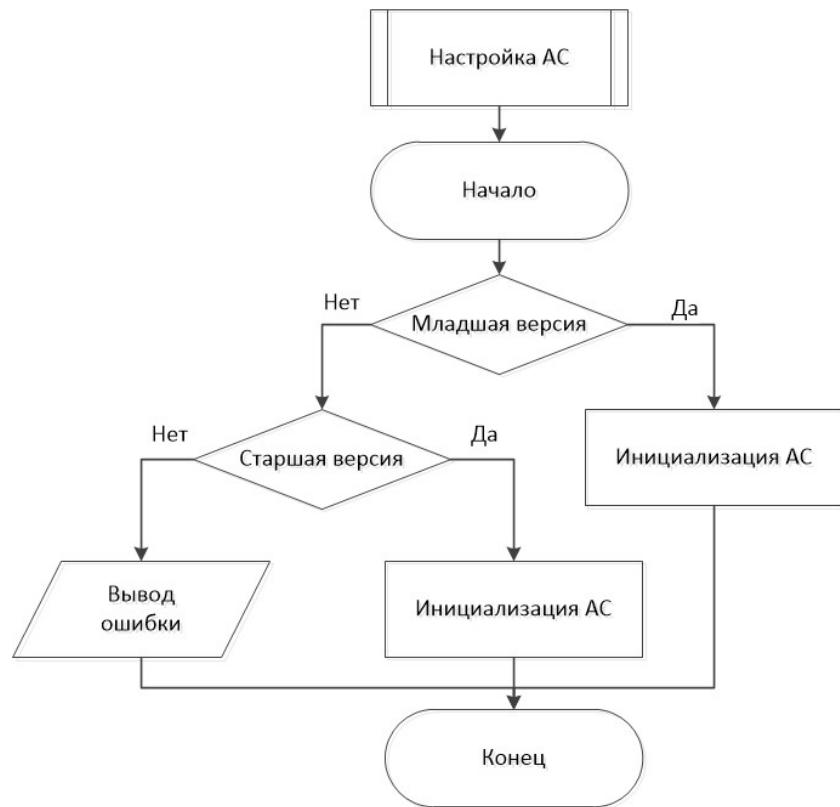 Настройка АС
Начало
Нет
Да
Младшая версия
Нет
Да
Старшая версия
Инициализация АС
Вывод
ошибки
Инициализация АС
Конец